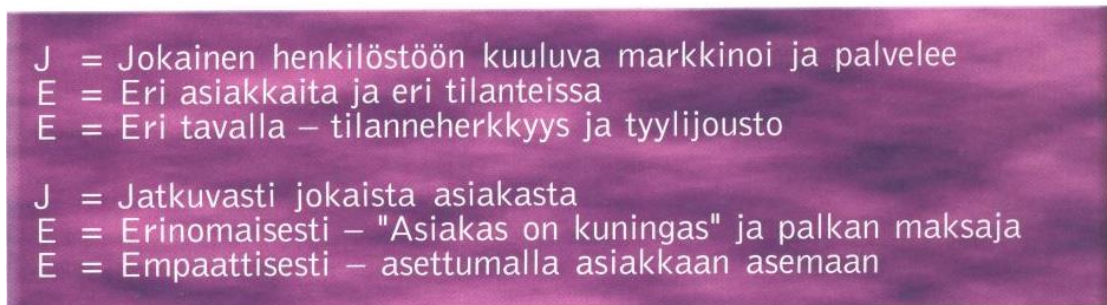 J = Jokainen henkilöstöön kuuluva markkinoi ja palvelee
E = Eri asiakkaita ja eri tilanteissa
E = Eri tavalla – tilanneherkkyys ja tyylijousto
J = Jatkuvasti jokaista asiakasta
E = Erinomaisesti – "Asiakas on kuningas" ja palkan maksaja
E = Empaattisesti – asettumalla asiakkaan asemaan